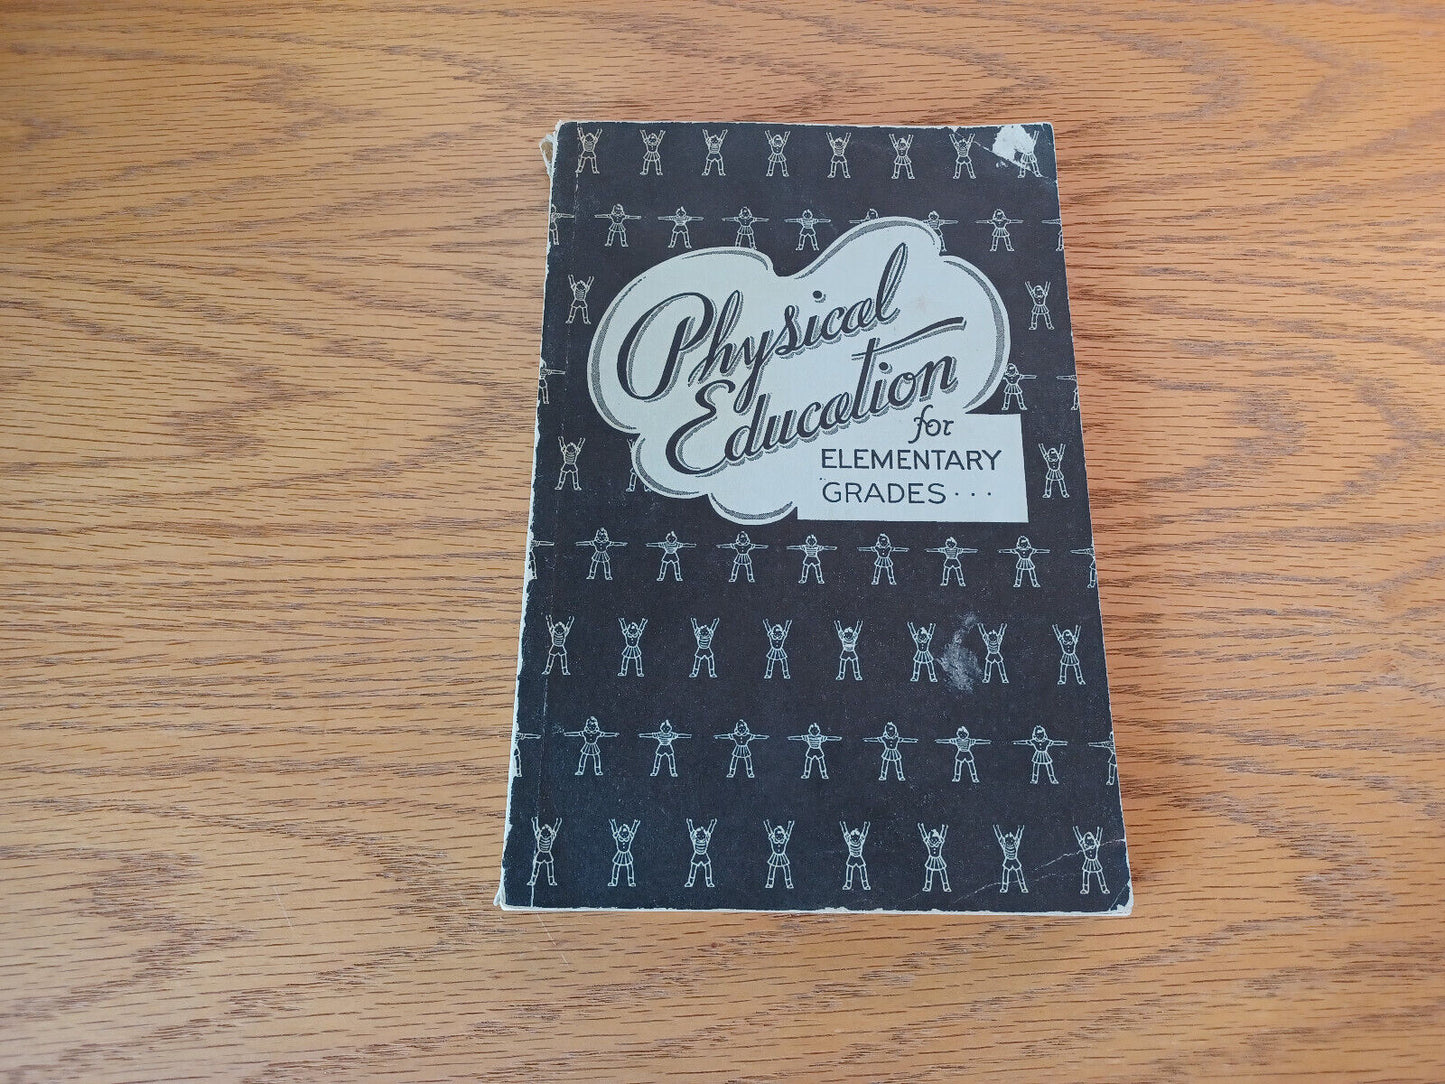 Physical
Education
for
ELEMENTARY
GRADES...